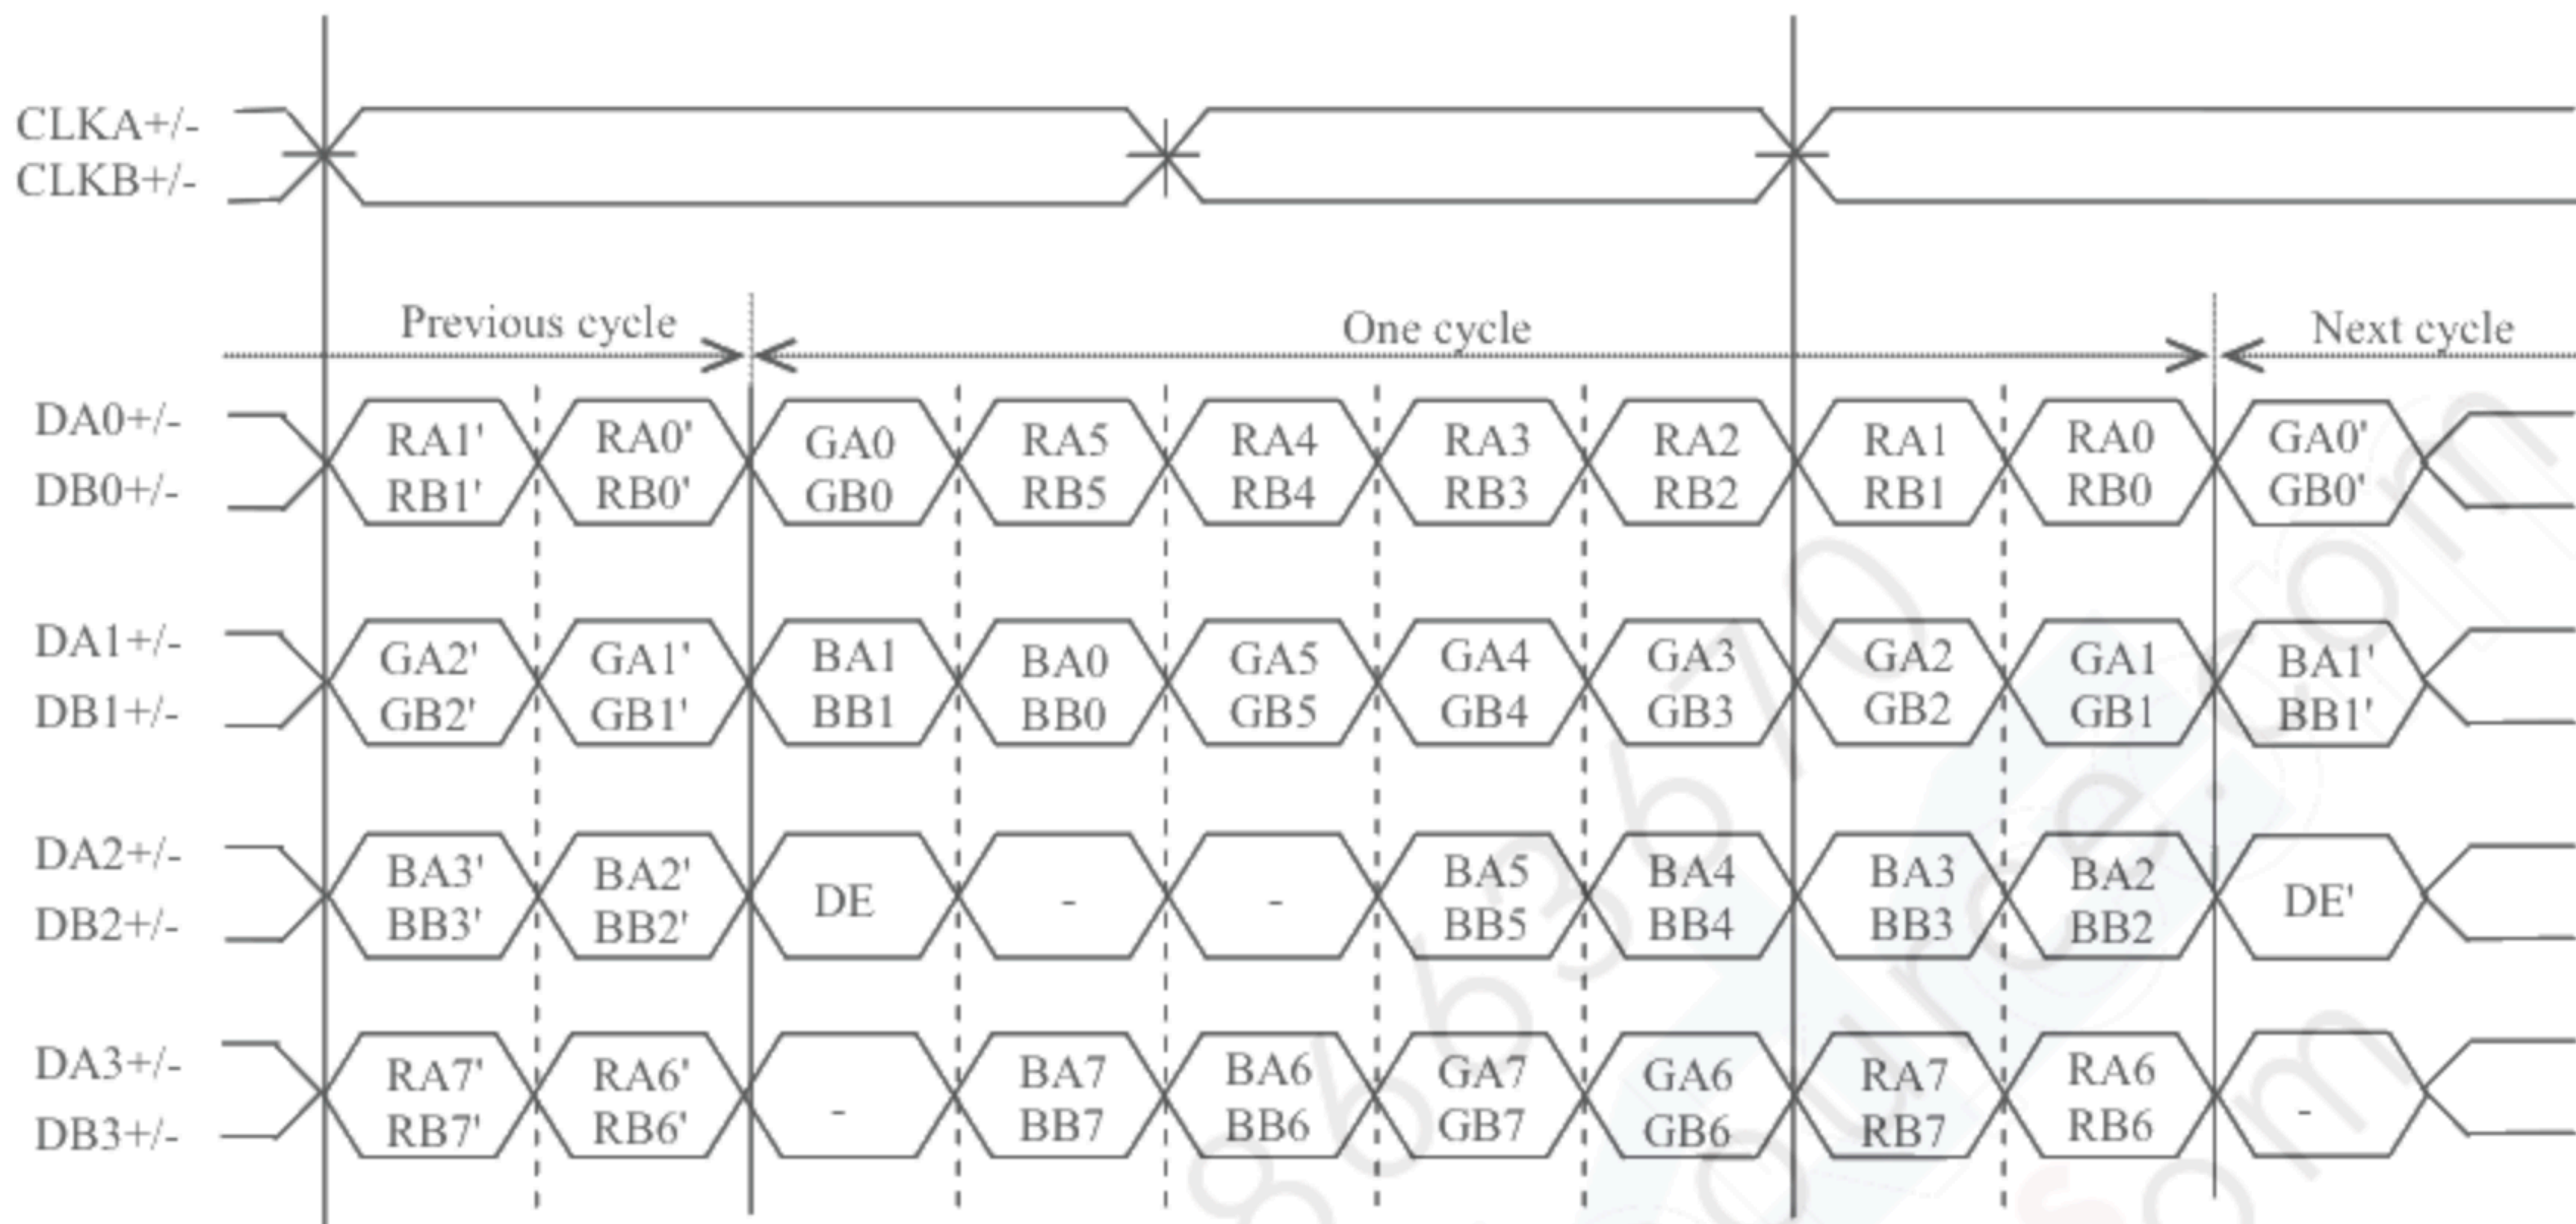 CLKA+/-
CLKB+/-
Previous cycle One cycle Next cycle
DA0+/- RA1' RA0' GA0 RA5 RA4 RA3 RA2 RA1 RA0 GA0'
DB0+/- RB1' RB0' GB0 RB5 RB4 RB3 RB2 RB1 RB0 GB0'
DA1+/- GA2' GA1' BA1 BA0 GA5 GA4 GA3 GA2 GA1 BA1'
DB1+/- GB2' GB1' BB1 BB0 GB5 GB4 GB3 GB2 GB1 BB1'
DA2+/- BA3' BA2' DE - - BA5 BA4 BA3 BA2 DE'
DB2+/- BB3' BB2' BB5 BB4 BB3 BB2
DA3+/- RA7' RA6' - BA7 BA6 GA7 GA6 RA7 RA6 -
DB3+/- RB7' RB6' BB7 BB6 GB7 GB6 RB7 RB6